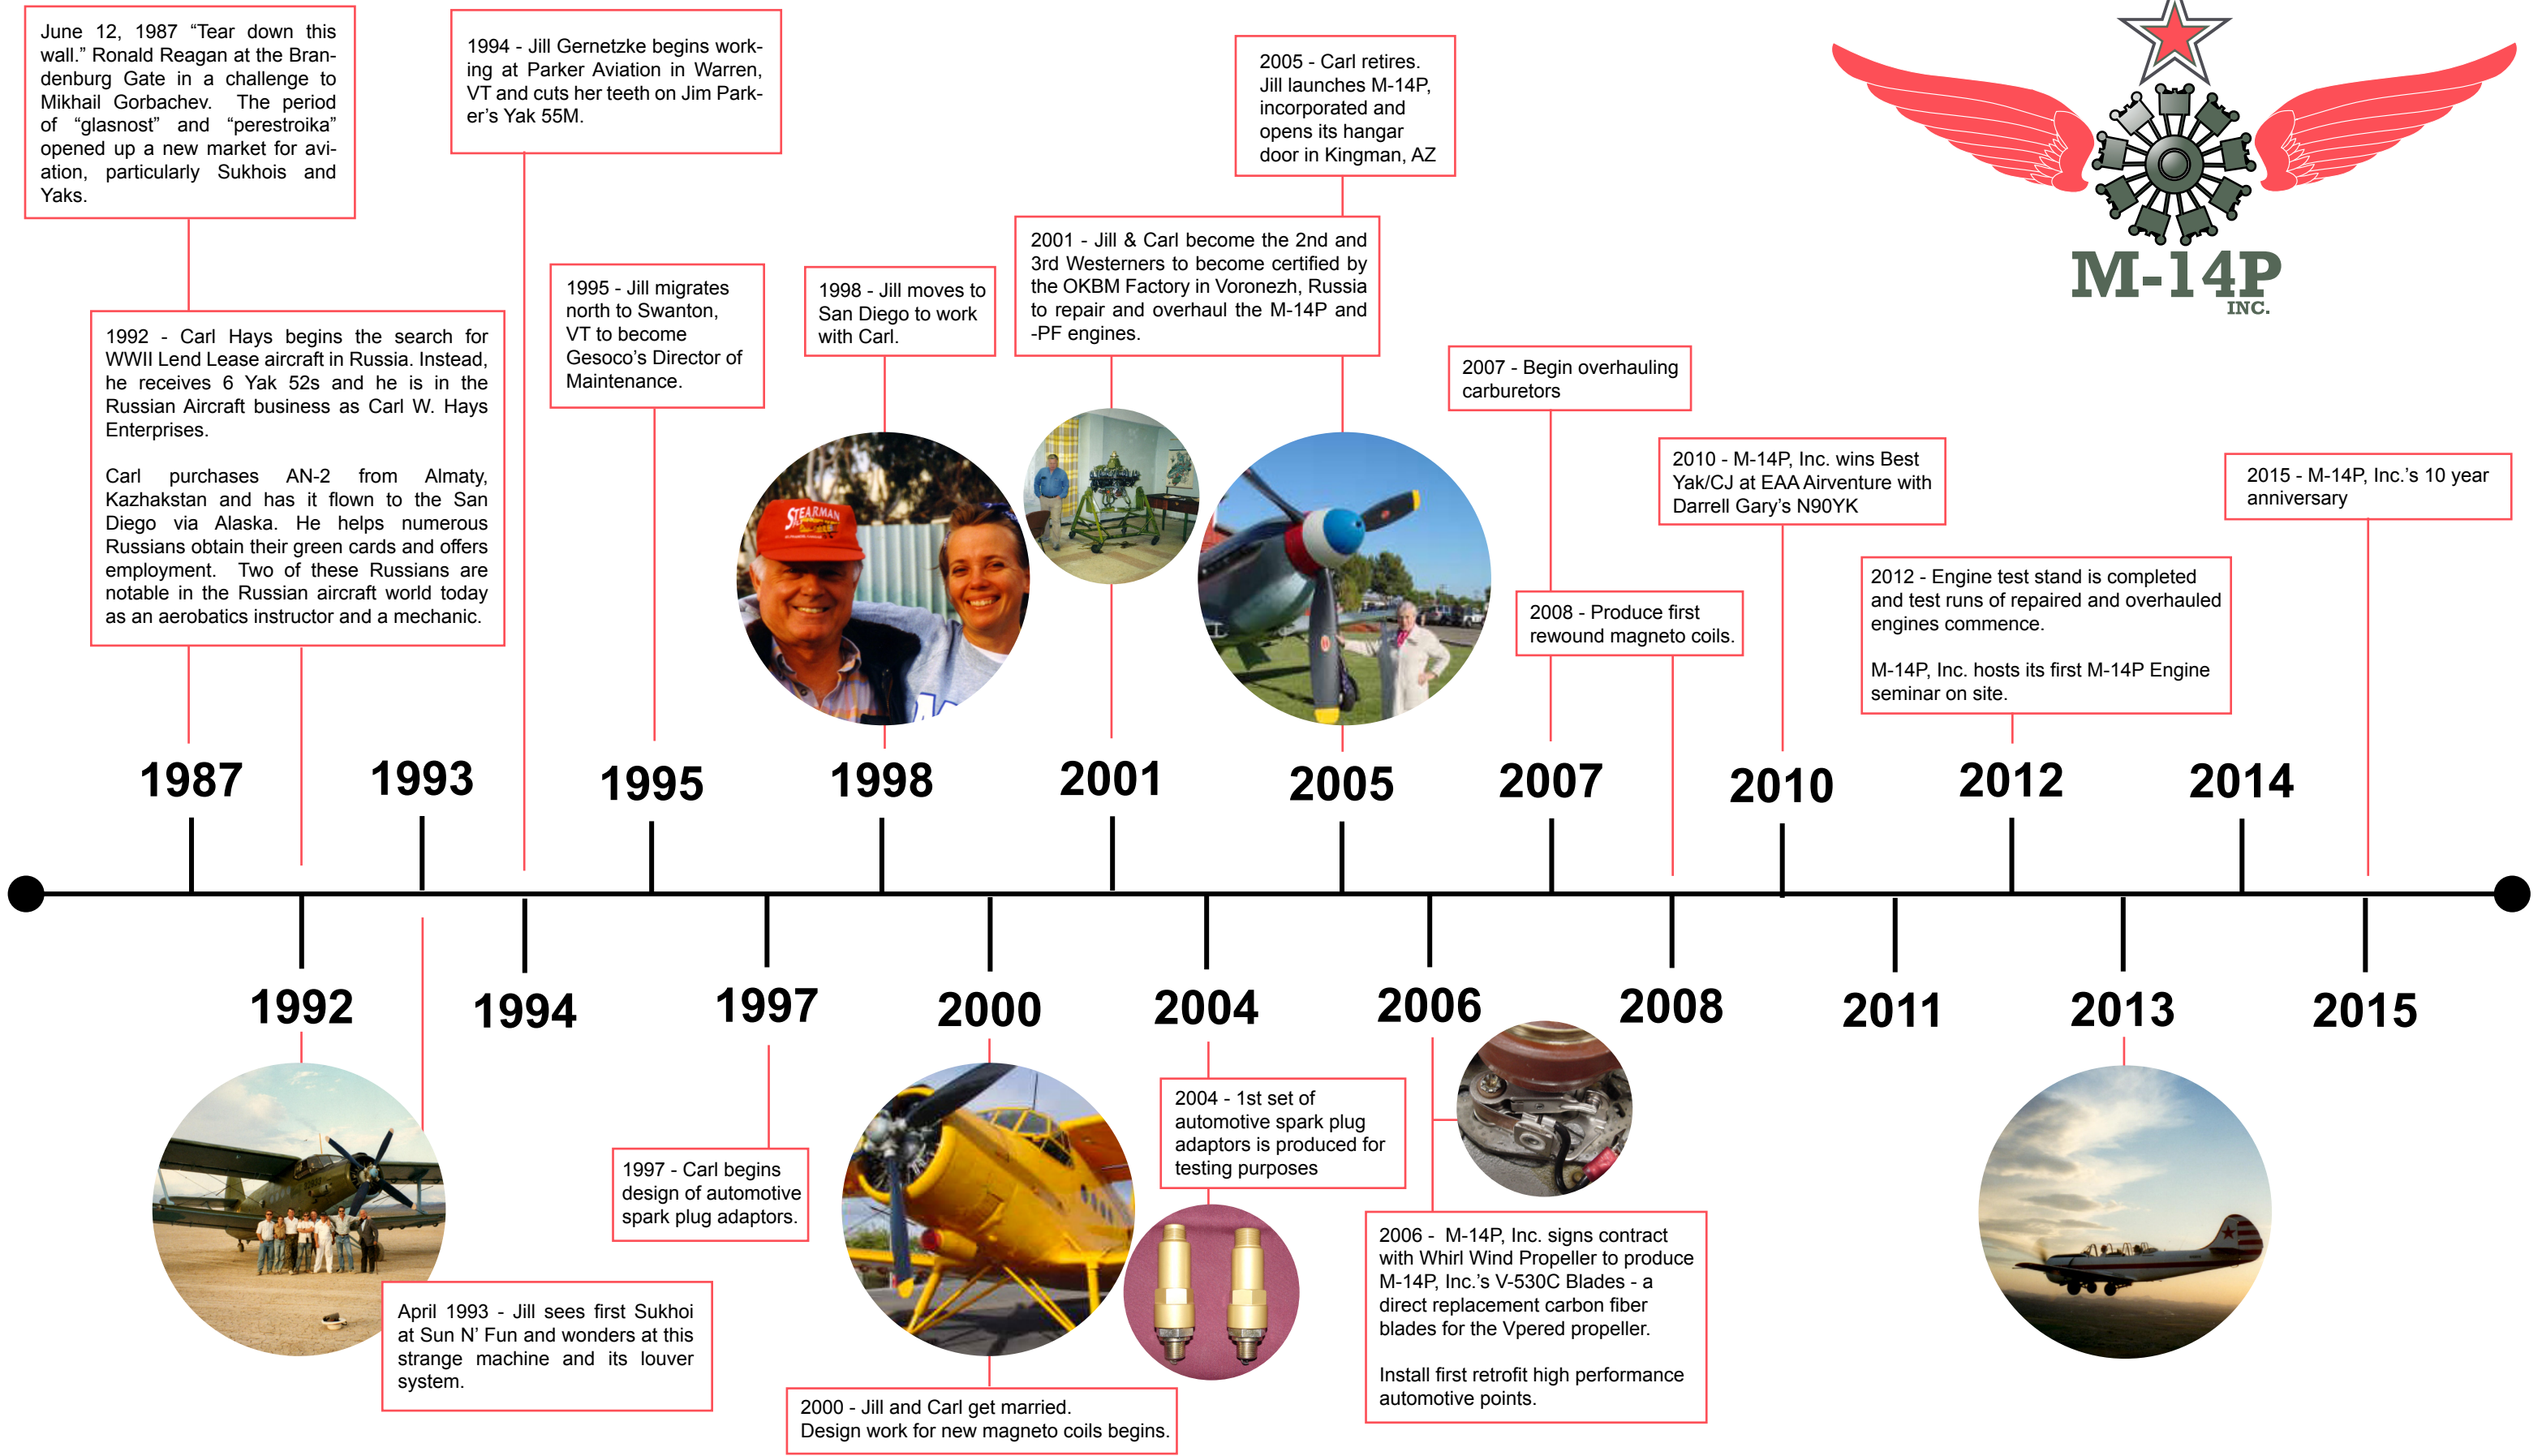 June 12, 1987 “Tear down this
wall.” Ronald Reagan at the Bran-
denburg Gate in a challenge to
Mikhail Gorbachev. The period
of “glasnost” and “perestroika”
opened up a new market for avi-
ation, particularly Sukhois and
Yaks.
1994 - Jill Gernetzke begins work-
ing at Parker Aviation in Warren,
VT and cuts her teeth on Jim Park-
er’s Yak 55M.
2005 - Carl retires.
Jill launches M-14P,
incorporated and
opens its hangar
door in Kingman, AZ
M-14P
INC.
1992 - Carl Hays begins the search for
WWII Lend Lease aircraft in Russia. Instead,
he receives 6 Yak 52s and he is in the
Russian Aircraft business as Carl W. Hays
Enterprises.
Carl purchases AN-2 from Almaty,
Kazhakstan and has it flown to the San
Diego via Alaska. He helps numerous
Russians obtain their green cards and offers
employment. Two of these Russians are
notable in the Russian aircraft world today
as an aerobatics instructor and a mechanic.
1995 - Jill migrates
north to Swanton,
VT to become
Gesoco’s Director of
Maintenance.
1998 - Jill moves to
San Diego to work
with Carl.
2001 - Jill & Carl become the 2nd and
3rd Westerners to become certified by
the OKBM Factory in Voronezh, Russia
to repair and overhaul the M-14P and
-PF engines.
2007 - Begin overhauling
carburetors
2008 - Produce first
rewound magneto coils.
2010 - M-14P, Inc. wins Best
Yak/CJ at EAA Airventure with
Darrell Gary’s N90YK
2012 - Engine test stand is completed
and test runs of repaired and overhauled
engines commence.
M-14P, Inc. hosts its first M-14P Engine
seminar on site.
2015 - M-14P, Inc.’s 10 year
anniversary
STEARMAN
1987 1993 1995 1998 2001 2005 2007 2010 2012 2014
1992 1994 1997 2000 2004 2006 2008 2011 2013 2015
April 1993 - Jill sees first Sukhoi
at Sun N’ Fun and wonders at this
strange machine and its louver
system.
1997 - Carl begins
design of automotive
spark plug adaptors.
2000 - Jill and Carl get married.
Design work for new magneto coils begins.
2004 - 1st set of
automotive spark plug
adaptors is produced for
testing purposes
2006 -  M-14P, Inc. signs contract
with Whirl Wind Propeller to produce
M-14P, Inc.’s V-530C Blades - a
direct replacement carbon fiber
blades for the Vpered propeller.
Install first retrofit high performance
automotive points.